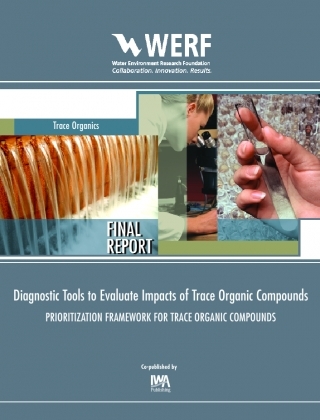 WERF
Water Environment Research Foundation
Collaboration. Innovation. Results.
Trace Organics
FINAL
REPORT
Diagnostic Tools to Evaluate Impacts of Trace Organic Compounds
PRIORITIZATION FRAMEWORK FOR TRACE ORGANIC COMPOUNDS
Co-published by
IWA
Publishing